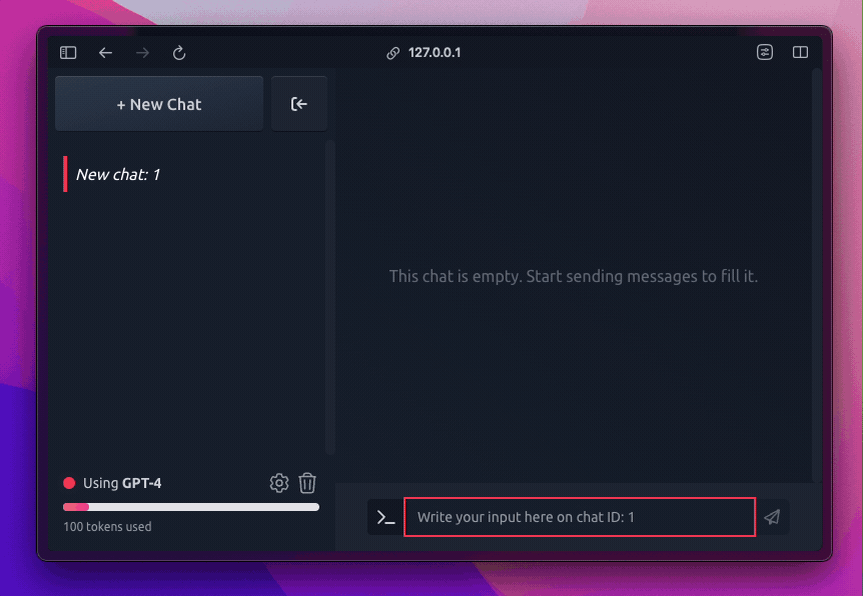 127.0.0.1
+ New Chat
New chat: 1
This chat is empty. Start sending messages to fill it.
Using GPT-4
100 tokens used
Write your input here on chat ID: 1